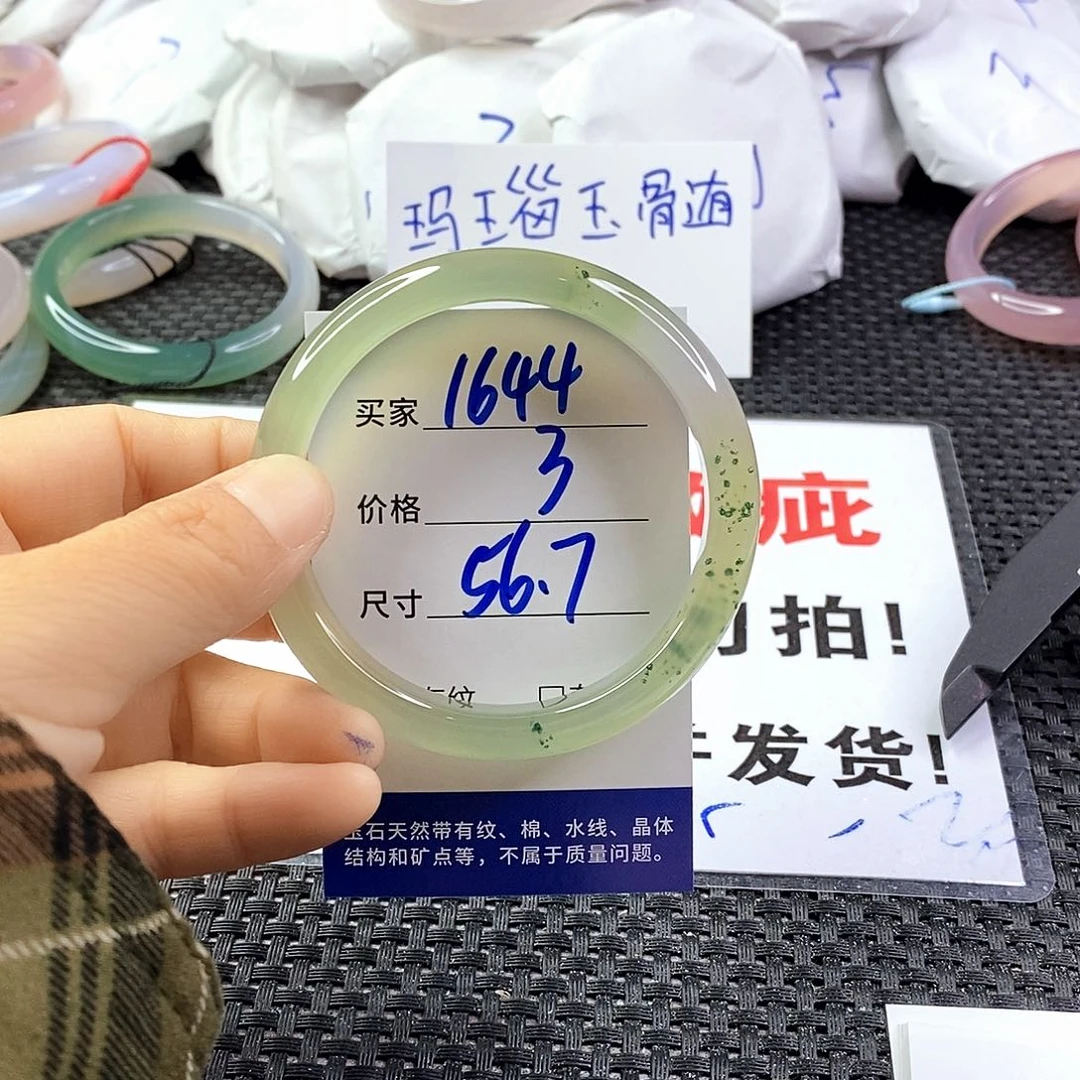 玛瑙玉骨髄
买家 1644
价格 3
尺寸 56.7
纹
疵
拍!
发货!
玉石天然带有纹、棉、水线、晶体
结构和矿点等，不属于质量问题。